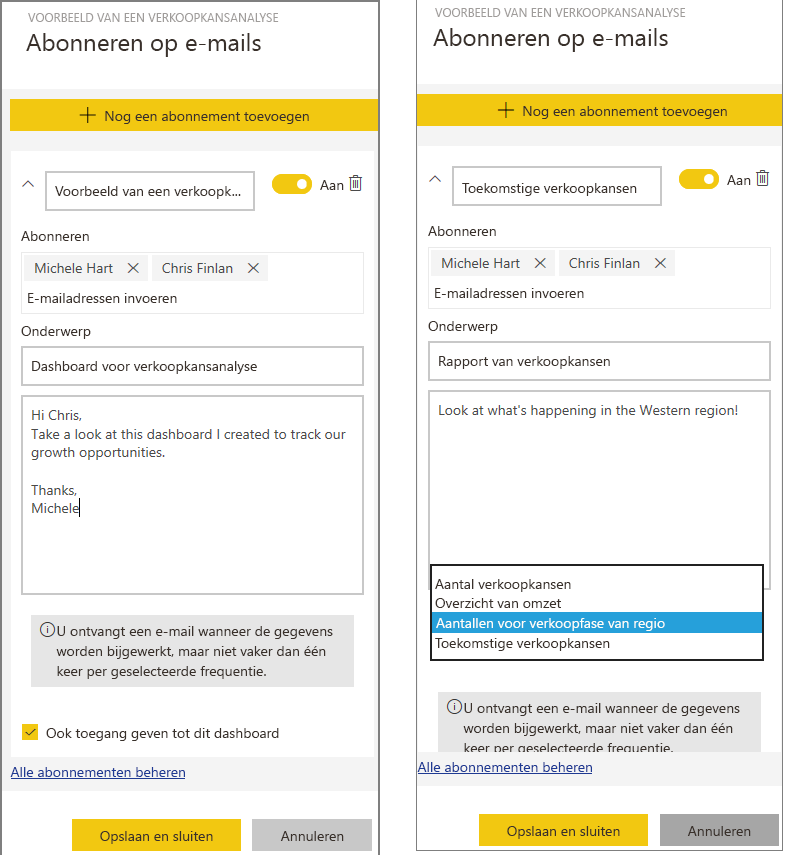 VOORBEELD VAN EEN VERKOOPKANSANALYSE
Abonneren op e-mails
Nog een abonnement toevoegen
Voorbeeld van een verkoopk...
Aan
Abonneren
Michele Hart
Chris Finlan
E-mailadressen invoeren
Onderwerp
Dashboard voor verkoopkansanalyse
Hi Chris,
Take a look at this dashboard I created to track our
growth opportunities.
Thanks,
Michele
U ontvangt een e-mail wanneer de gegevens
worden bijgewerkt, maar niet vaker dan één
keer per geselecteerde frequentie.
Ook toegang geven tot dit dashboard
Alle abonnementen beheren
Opslaan en sluiten
Annuleren
VOORBEELD VAN EEN VERKOOPKANSANALYSE
Abonneren op e-mails
Nog een abonnement toevoegen
Toekomstige verkoopkansen
Aan
Abonneren
Michele Hart
Chris Finlan
E-mailadressen invoeren
Onderwerp
Rapport van verkoopkansen
Look at what's happening in the Western region!
Aantal verkoopkansen
Overzicht van omzet
Aantallen voor verkoopfase van regio
Toekomstige verkoopkansen
U ontvangt een e-mail wanneer de gegevens
worden bijgewerkt, maar niet vaker dan één
keer per geselecteerde frequentie.
Alle abonnementen beheren
Opslaan en sluiten
Annuleren